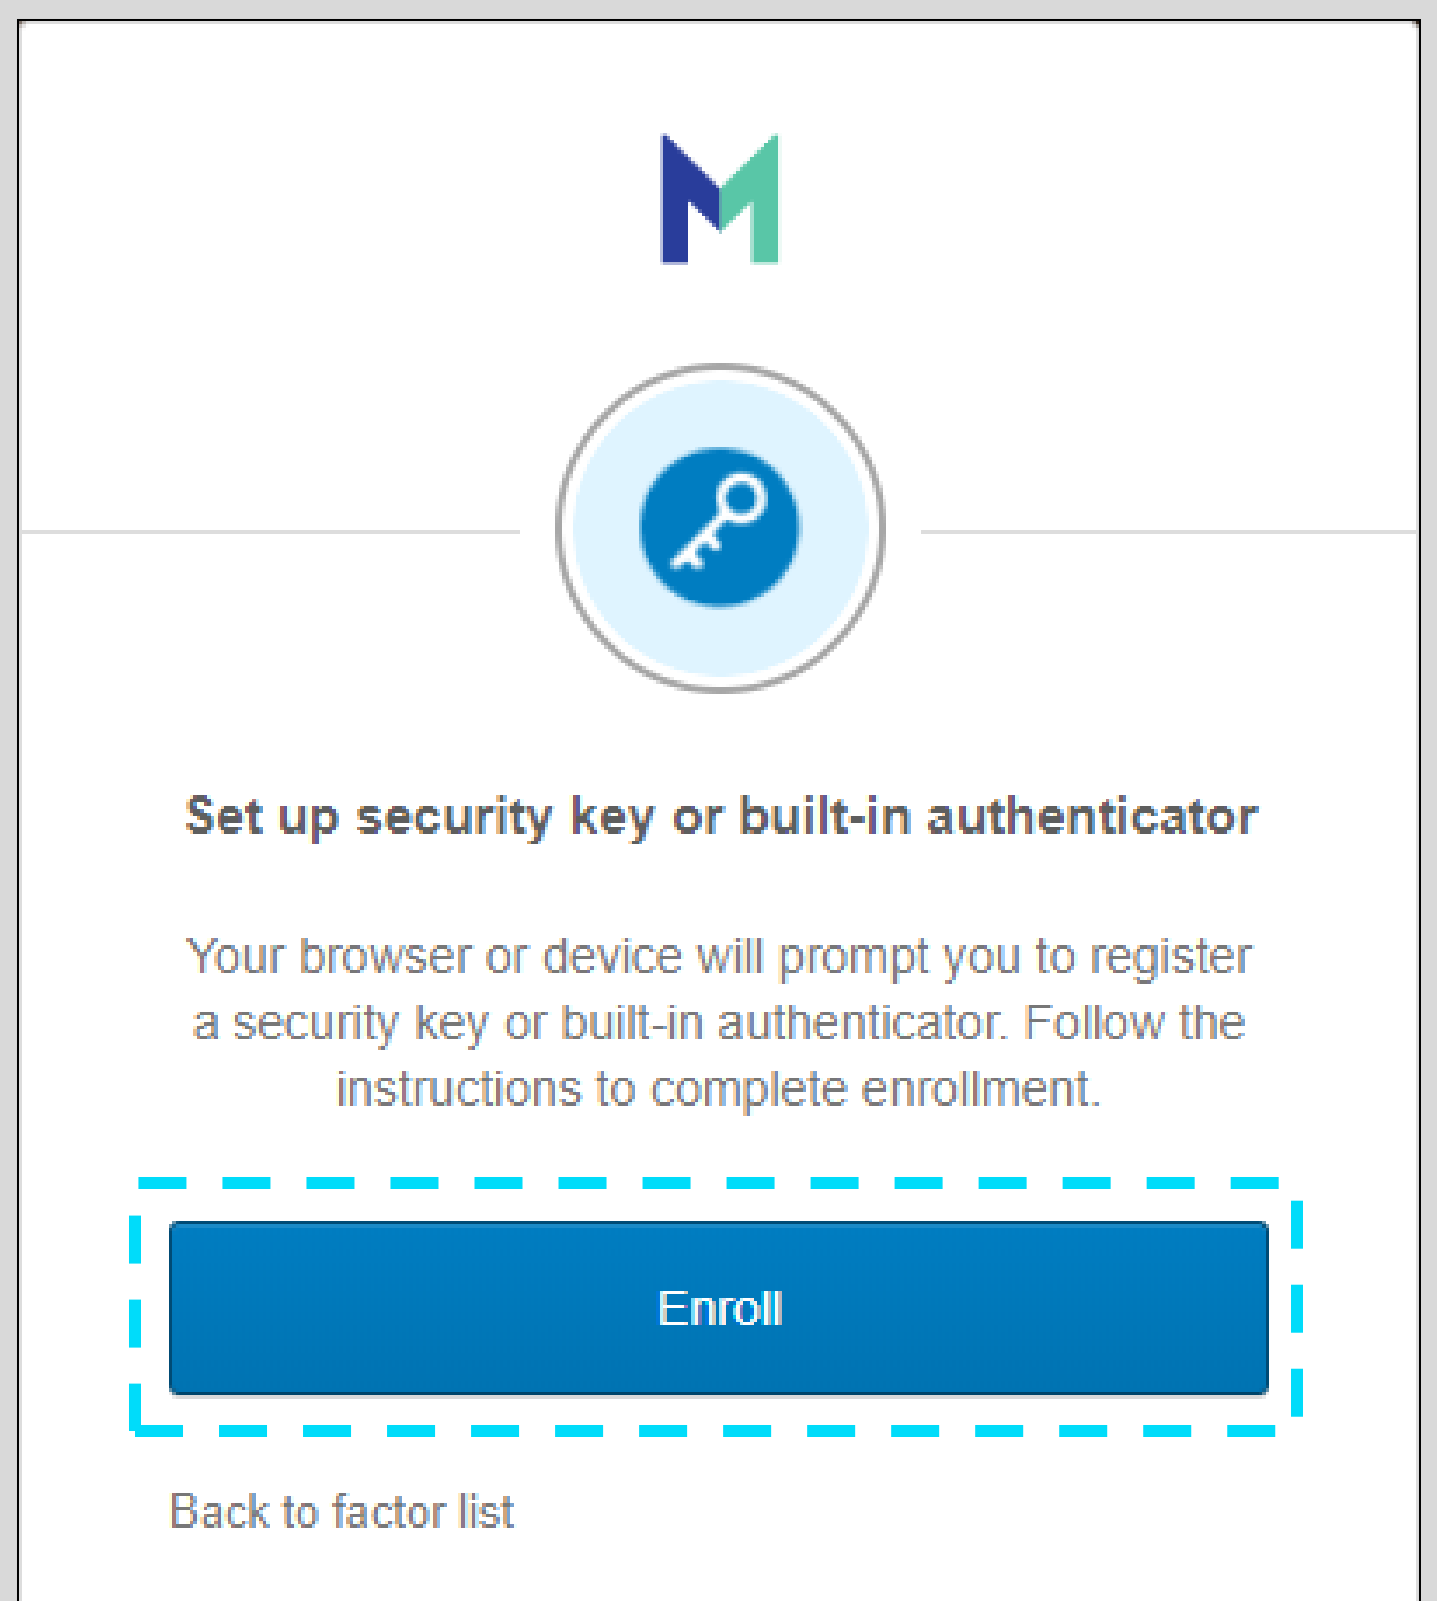 Set up security key or built-in authenticator
Your browser or device will prompt you to register
a security key or built-in authenticator. Follow the
instructions to complete enrollment.
Enroll
Back to factor list